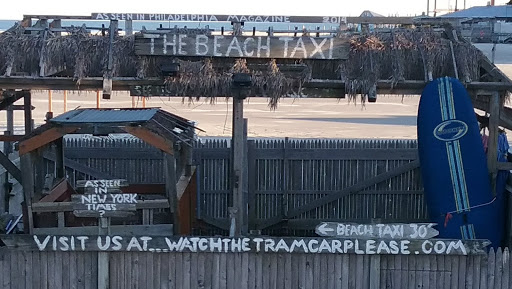 AS SEEN IN PHILADELPHIA MAGAZINE 2014
THE BEACH TAXI
AS SEEN
IN
NEW YORK
TIMES
?
BEACH TAXI 30'
VISIT US AT... WATCHTHETRAMCARPLEASE.COM